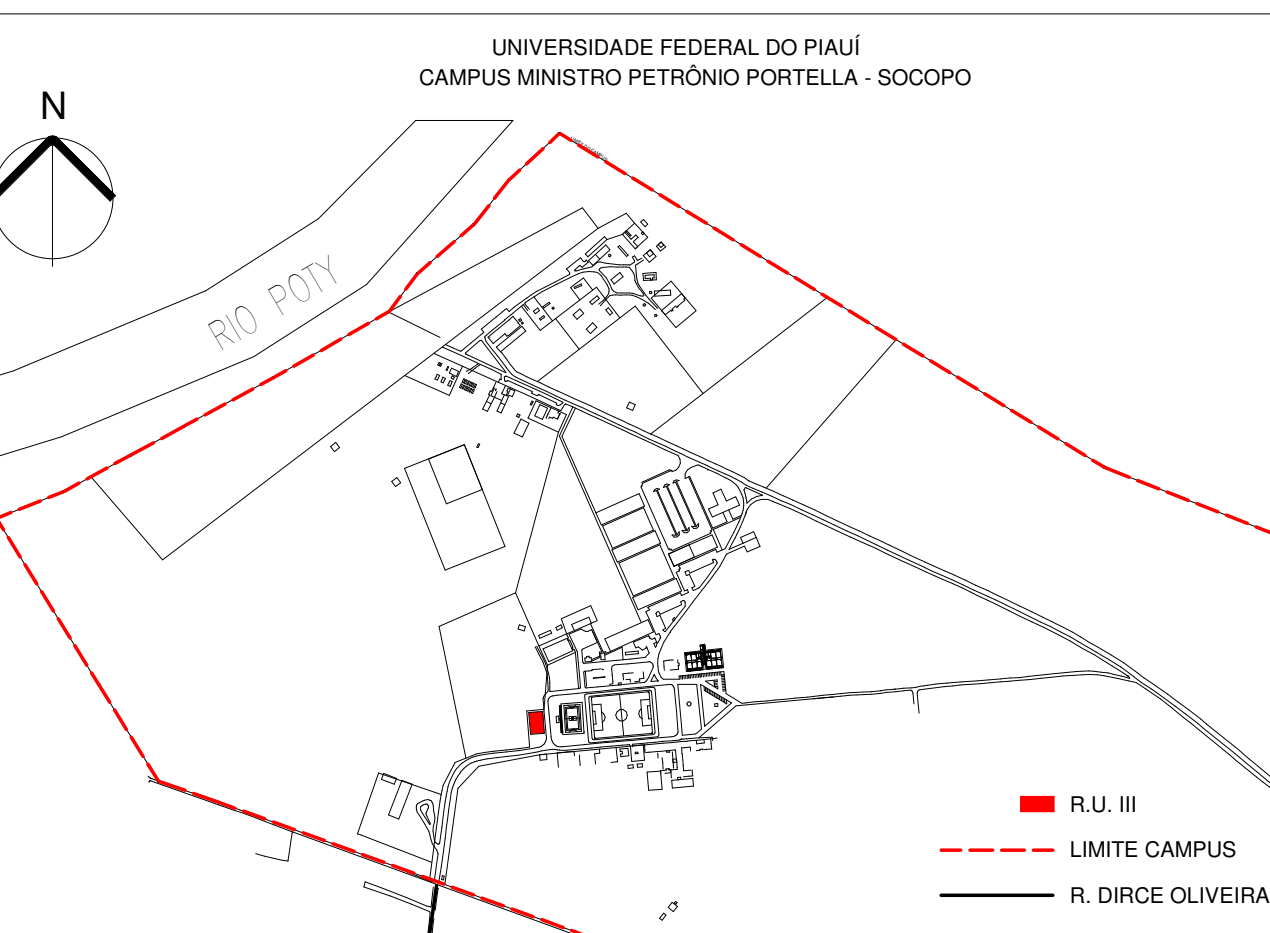 UNIVERSIDADE FEDERAL DO PIAUÍ
CAMPUS MINISTRO PETRÔNIO PORTELLA - SOCOPO
N
RIO POTY
R.U. III
LIMITE CAMPUS
R. DIRCE OLIVEIRA